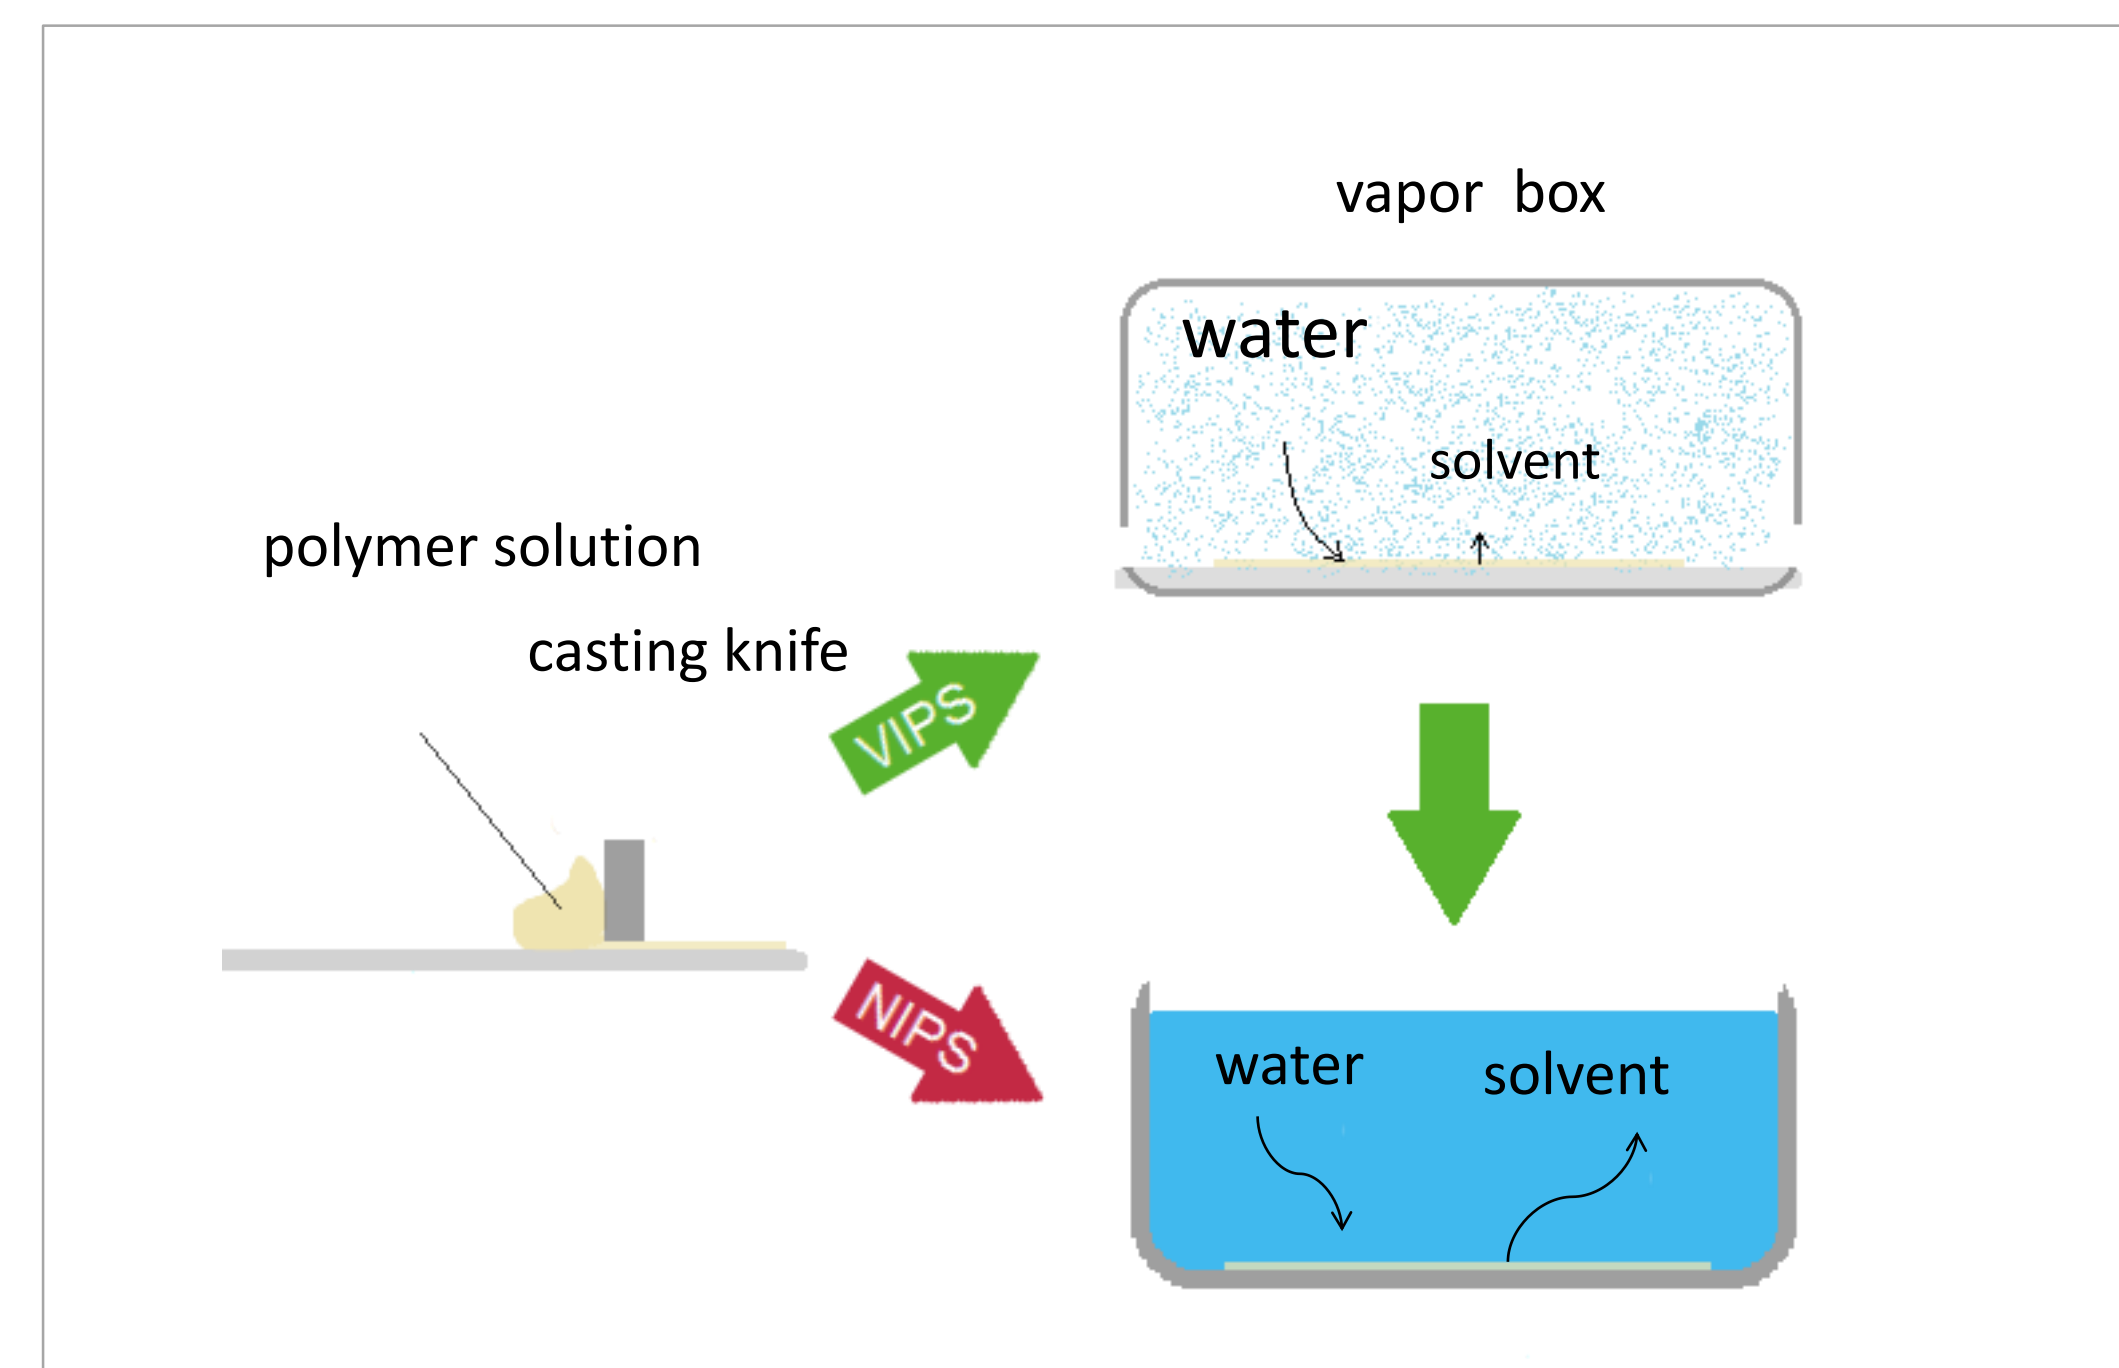 vapor box
water
solvent
polymer solution
casting knife
VIPS
NIPS
water
solvent